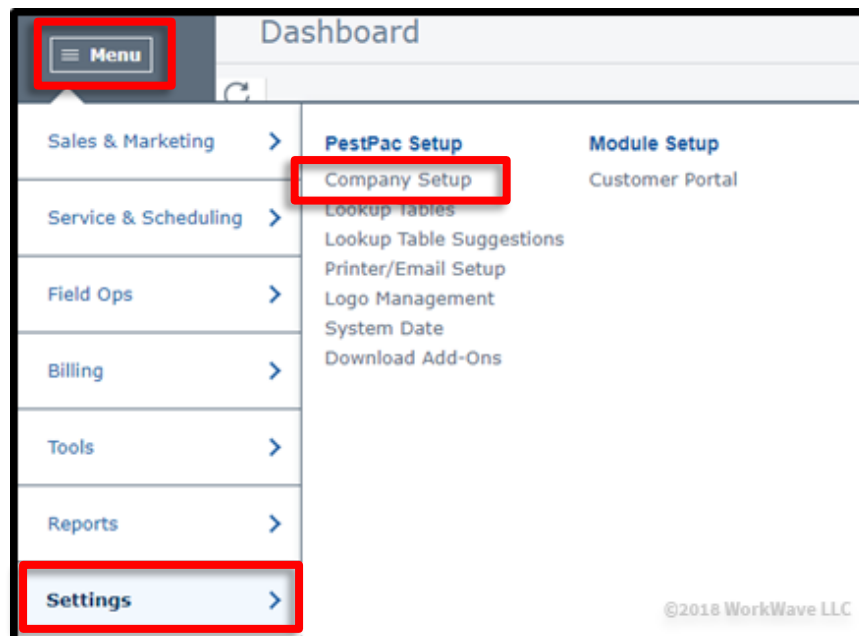 Dashboard
≡ Menu
Sales & Marketing
Service & Scheduling
Field Ops
Billing
Tools
Reports
Settings
PestPac Setup
Company Setup
Lookup Tables
Lookup Table Suggestions
Printer/Email Setup
Logo Management
System Date
Download Add-Ons
Module Setup
Customer Portal
©2018 WorkWave LLC